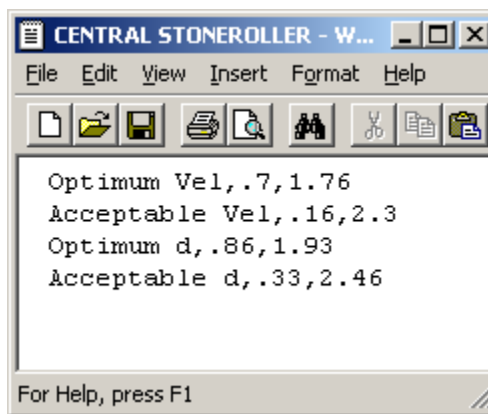 CENTRAL STONEROLLER - W...
File Edit View Insert Format Help
Optimum Vel,.7,1.76
Acceptable Vel,.16,2.3
Optimum d,.86,1.93
Acceptable d,.33,2.46
For Help, press F1